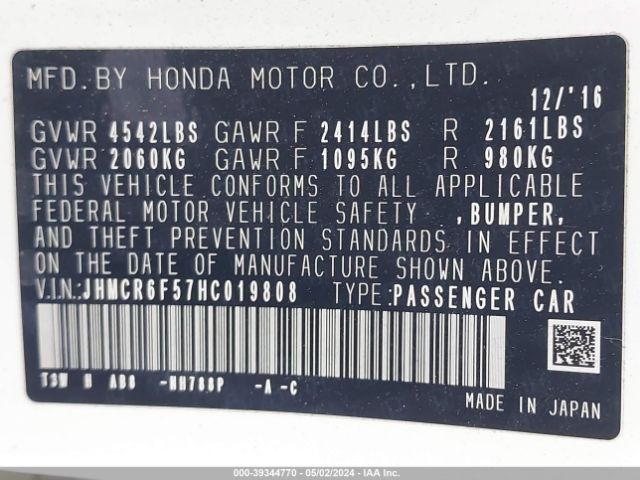 MFD.BY HONDA MOTOR CO.,LTD.
12/'16
GVWR 4542LBS GAWR F 2414LBS R 2161LBS
GVWR 2060KG GAWR F 1095KG R 980KG
THIS VEHICLE CONFORMS TO ALL APPLICABLE
FEDERAL MOTOR VEHICLE SAFETY ,BUMPER,
AND THEFT PREVENTION STANDARDS IN EFFECT
ON THE DATE OF MANUFACTURE SHOWN ABOVE.
V.I.N.:JHMCR6F57HC019808 TYPE:PASSENGER CAR
-NH788P -A -C
MADE IN JAPAN
000-39344770 - 05/02/2024 - IAA Inc.